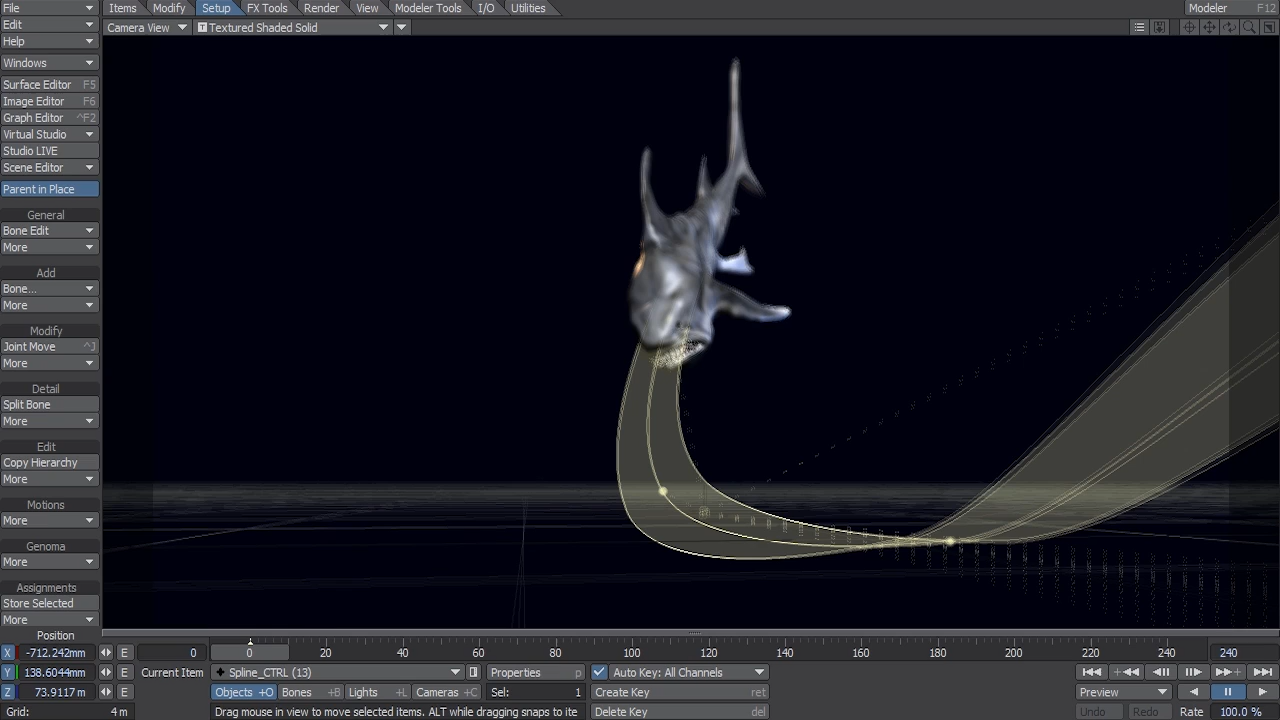 File Items Modify Setup FX Tools Render View Modeler Tools I/O Utilities Modeler F12
Edit Camera View T Textured Shaded Solid
Help
Windows
Surface Editor F5
Image Editor F6
Graph Editor ^F2
Virtual Studio
Studio LIVE
Scene Editor
Parent in Place
General
Bone Edit
More
Add
Bone...
More
Modify
Joint Move ^J
More
Detail
Split Bone
More
Edit
Copy Hierarchy
More
Motions
More
Genoma
More
Assignments
Store Selected
More
Position
X -712.242mm E 0 0 20 40 60 80 100 120 140 160 180 200 220 240 240
Y 138.6044mm E Current Item Spline_CTRL (13) Properties p Auto Key: All Channels
Z 73.9117 m E Objects +O Bones +B Lights +L Cameras +C Sel: 1 Create Key ret Preview
Grid: 4 m Drag mouse in view to move selected items. ALT while dragging snaps to ite Delete Key del Undo Redo Rate 100.0 %